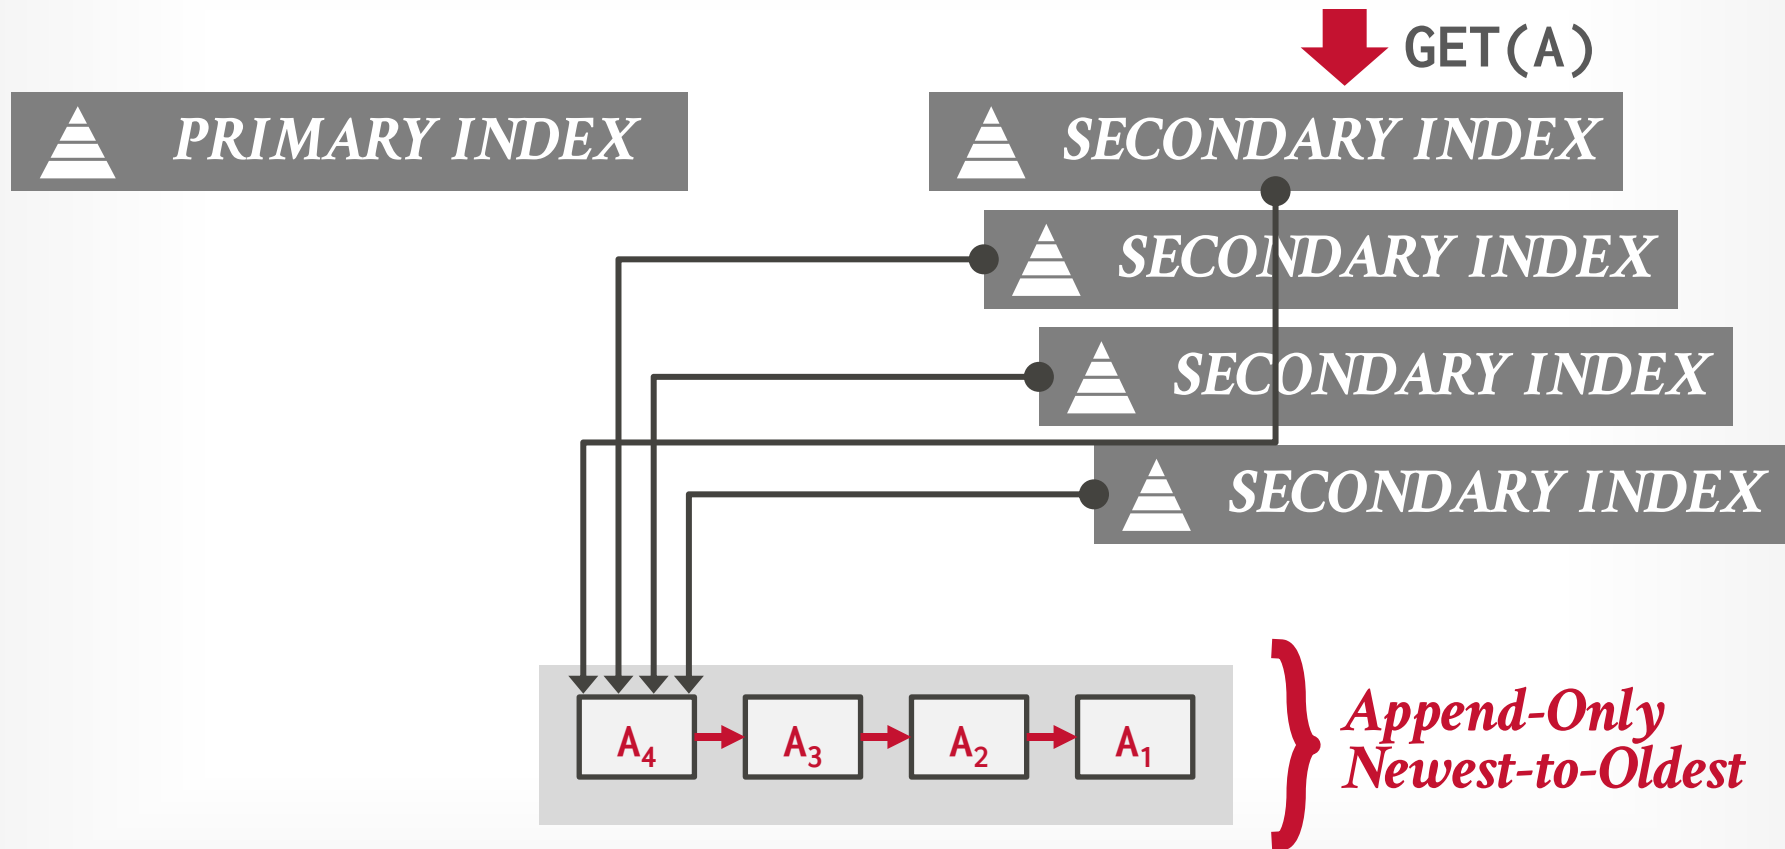 GET(A)
PRIMARY INDEX
SECONDARY INDEX
SECONDARY INDEX
SECONDARY INDEX
SECONDARY INDEX
A4
A3
A2
A1
Append-Only
Newest-to-Oldest